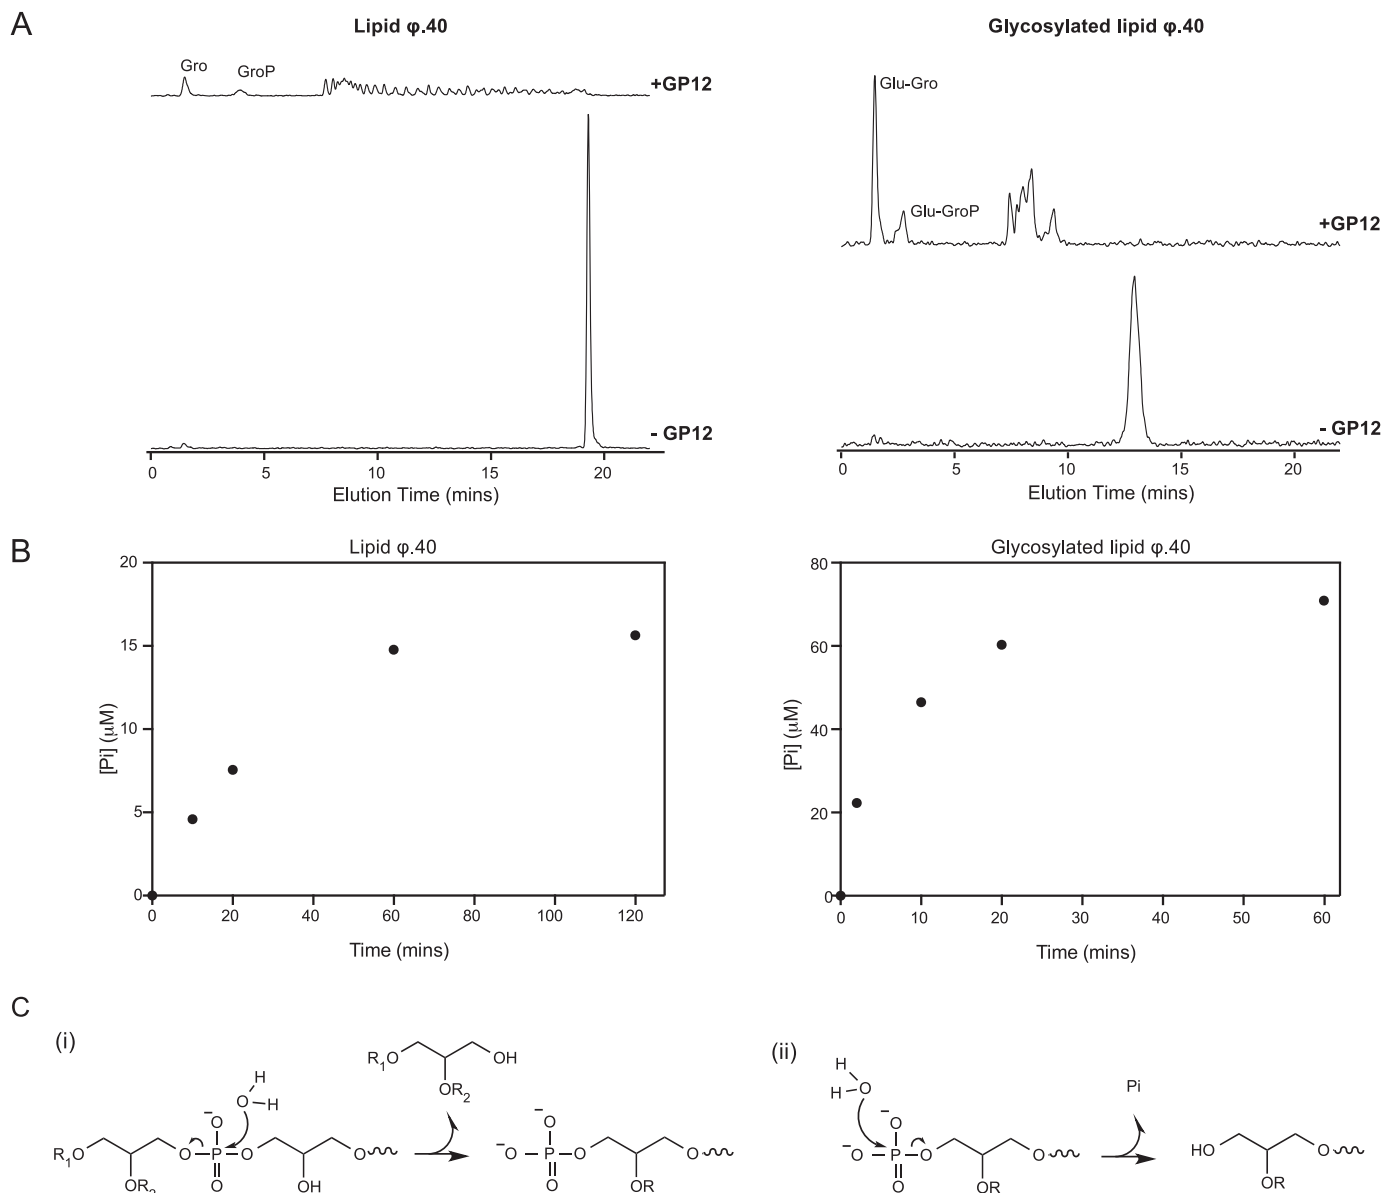 A
Lipid φ.40
Glycosylated lipid φ.40
Gro
GroP
+GP12
- GP12
0 5 10 15 20
Elution Time (mins)
Glu-Gro
Glu-GroP
+GP12
- GP12
0 5 10 15 20
Elution Time (mins)
B
Lipid φ.40
20
15
10
5
0
[Pi] (μM)
0 20 40 60 80 100 120
Time (mins)
Glycosylated lipid φ.40
80
60
40
20
0
[Pi] (μM)
0 10 20 30 40 50 60
Time (mins)
C
(i)
R1O OH
OR2
H
O H
−O
R1O O P O O
OR2 O OH
−O
−O P O O
O OR
(ii)
H
H O
−O
−O P O O
O OR
Pi
HO O
OR